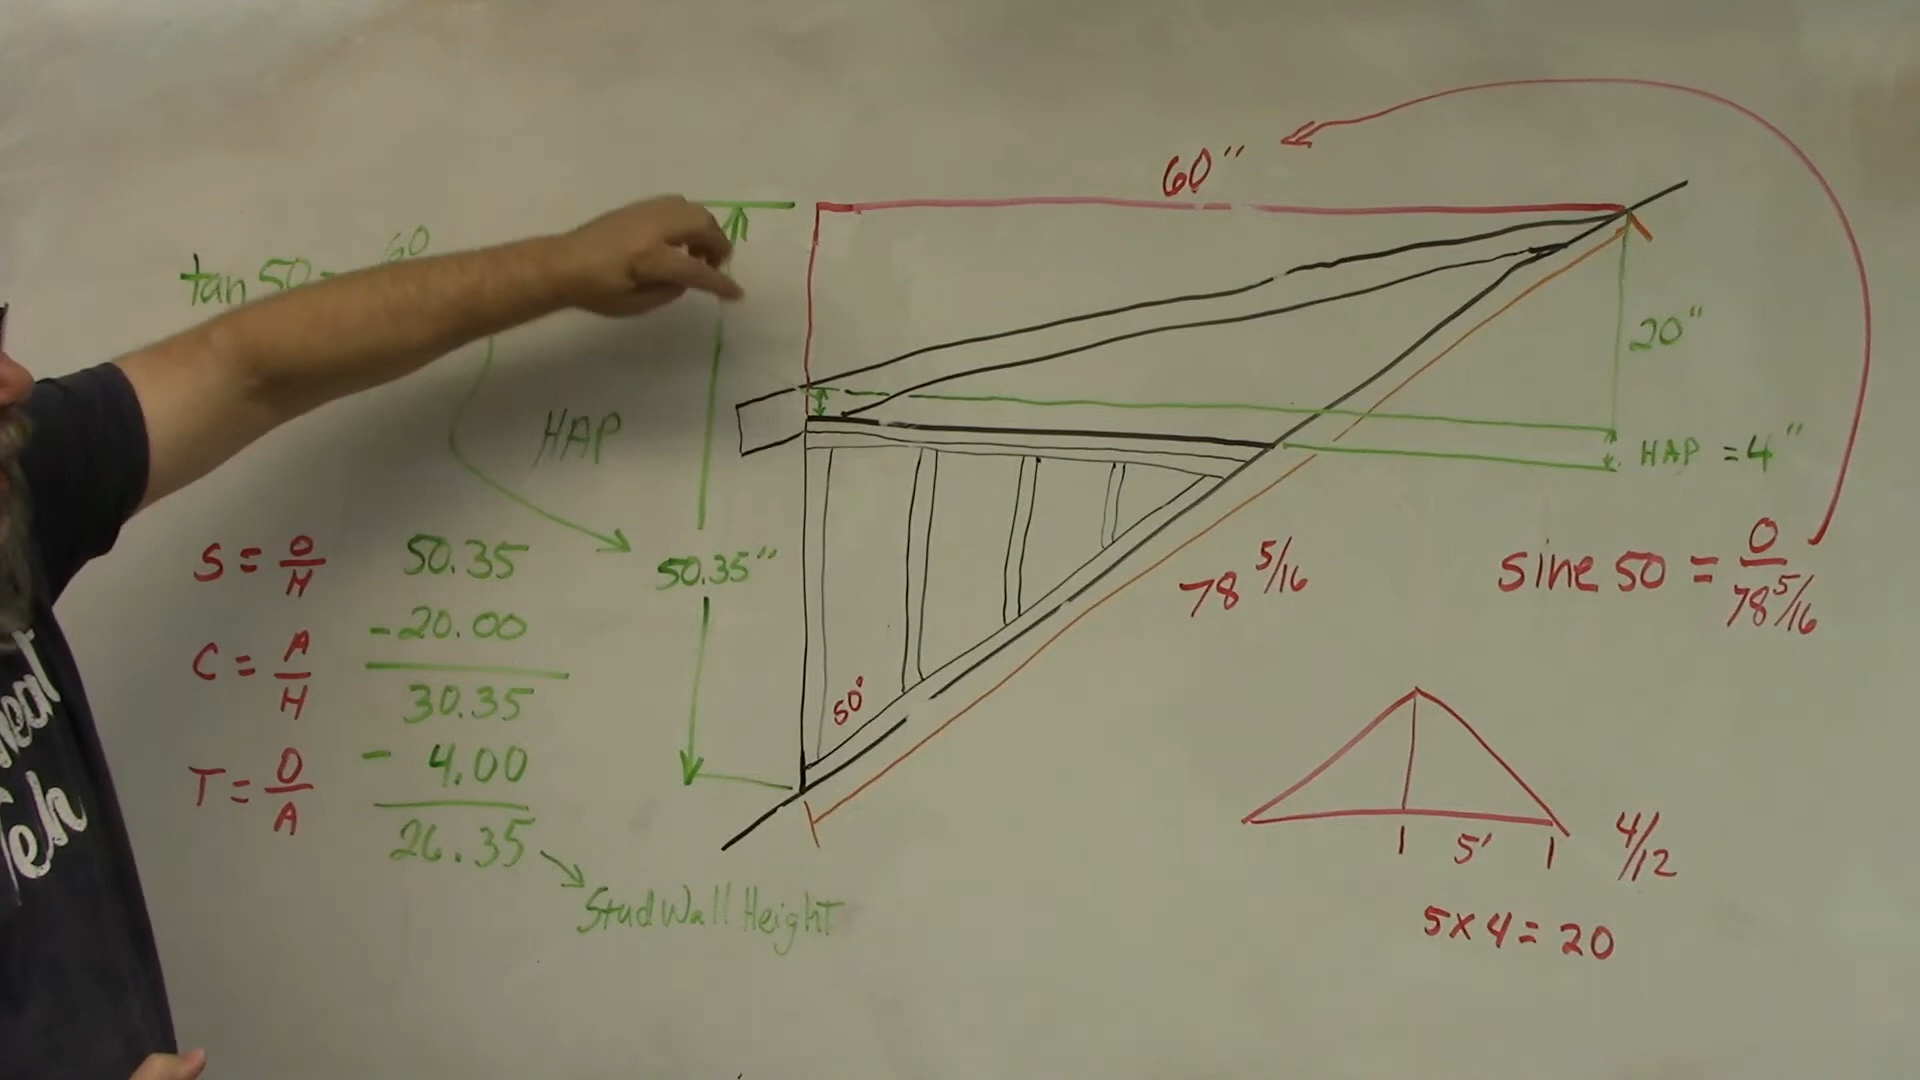 60"
tan 50 = 60
20"
HAP
HAP = 4"
S = O/H
50.35
50.35"
78 5/16
sine 50 = O/78 5/16
-20.00
C = A/H
30.35
50°
T = O/A
- 4.00
26.35
Stud Wall Height
5'
4/12
5x4=20